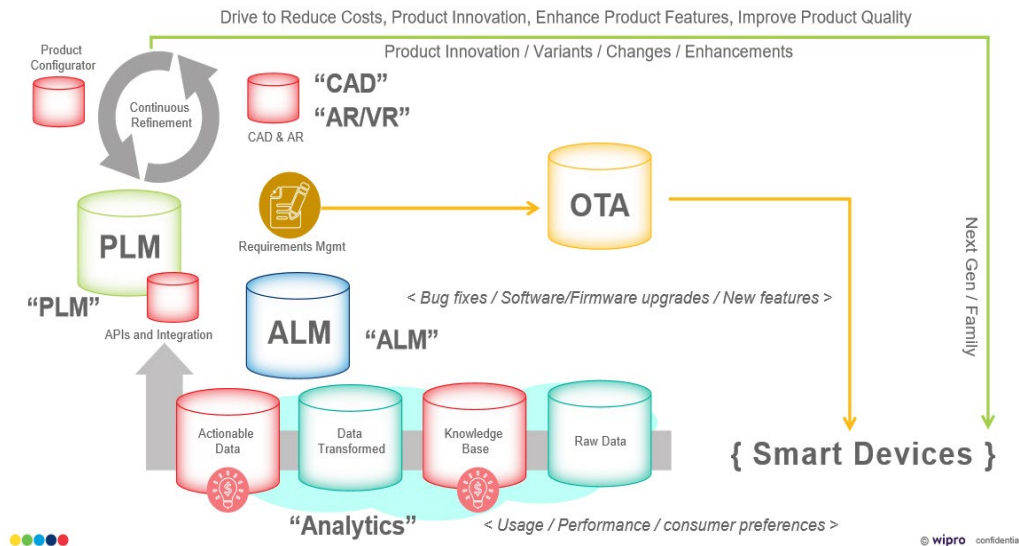 Drive to Reduce Costs, Product Innovation, Enhance Product Features, Improve Product Quality
Product Innovation / Variants / Changes / Enhancements
Product
Configurator
Continuous
Refinement
“CAD”
“AR/VR”
CAD & AR
PLM
“PLM”
APIs and Integration
Requirements Mgmt
OTA
Next Gen / Family
< Bug fixes / Software/Firmware upgrades / New features >
ALM
“ALM”
Actionable
Data
Data
Transformed
Knowledge
Base
Raw Data
$
$
{ Smart Devices }
“Analytics”
< Usage / Performance / consumer preferences >
© wipro confidentia